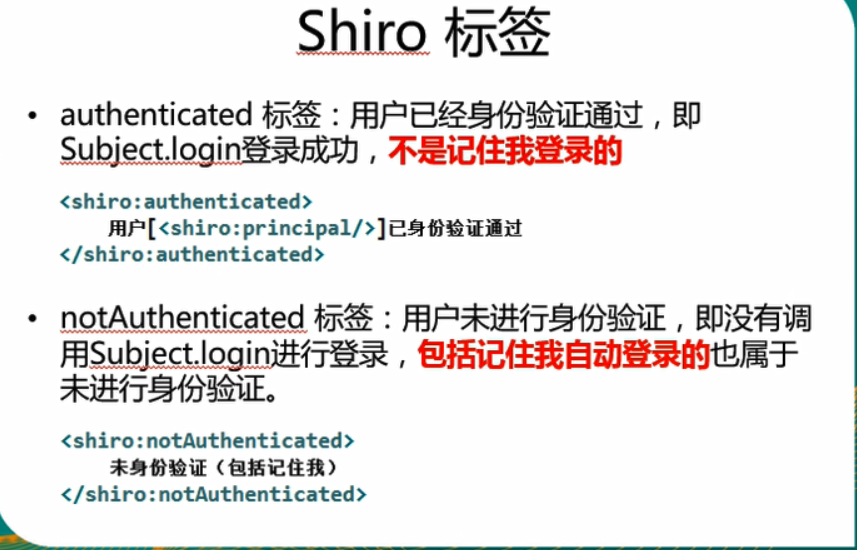 Shiro 标签
• authenticated 标签：用户已经身份验证通过，即
Subject.login登录成功，不是记住我登录的
<shiro:authenticated>
用户[<shiro:principal/>]已身份验证通过
</shiro:authenticated>
• notAuthenticated 标签：用户未进行身份验证，即没有调
用Subject.login进行登录，包括记住我自动登录的也属于
未进行身份验证。
<shiro:notAuthenticated>
未身份验证（包括记住我）
</shiro:notAuthenticated>